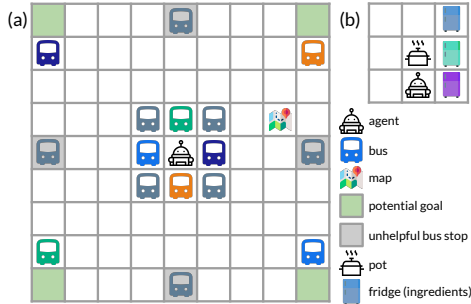 (a)
(b)
agent
bus
map
potential goal
unhelpful bus stop
pot
fridge (ingredients)